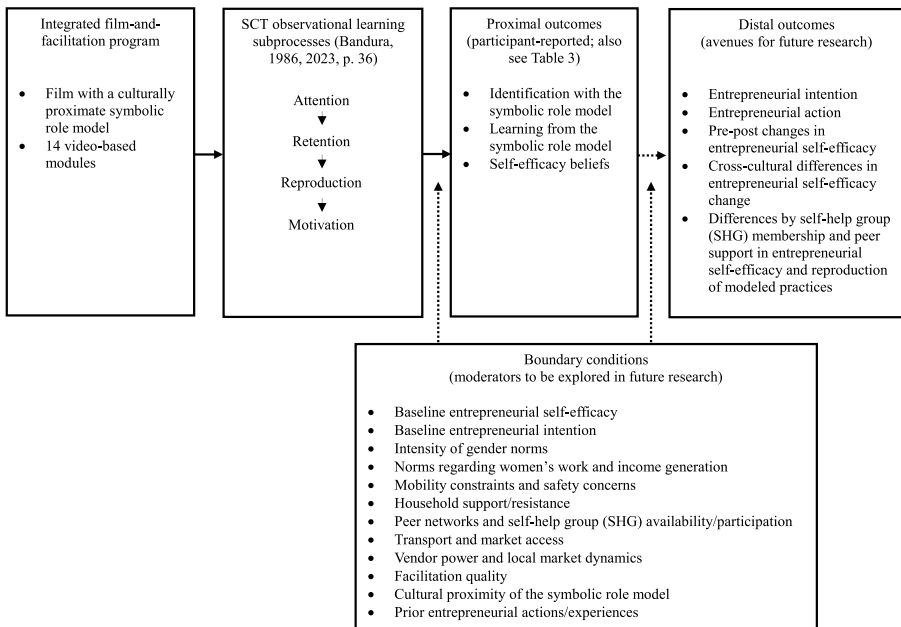 Integrated film-and-
facilitation program
• Film with a culturally
proximate symbolic
role model
• 14 video-based
modules
SCT observational learning
subprocesses (Bandura,
1986, 2023, p. 36)
Attention
Retention
Reproduction
Motivation
Proximal outcomes
(participant-reported; also
see Table 3)
• Identification with the
symbolic role model
• Learning from the
symbolic role model
• Self-efficacy beliefs
Distal outcomes
(avenues for future research)
• Entrepreneurial intention
• Entrepreneurial action
• Pre-post changes in
entrepreneurial self-efficacy
• Cross-cultural differences in
entrepreneurial self-efficacy
change
• Differences by self-help group
(SHG) membership and peer
support in entrepreneurial
self-efficacy and reproduction
of modeled practices
Boundary conditions
(moderators to be explored in future research)
• Baseline entrepreneurial self-efficacy
• Baseline entrepreneurial intention
• Intensity of gender norms
• Norms regarding women’s work and income generation
• Mobility constraints and safety concerns
• Household support/resistance
• Peer networks and self-help group (SHG) availability/participation
• Transport and market access
• Vendor power and local market dynamics
• Facilitation quality
• Cultural proximity of the symbolic role model
• Prior entrepreneurial actions/experiences